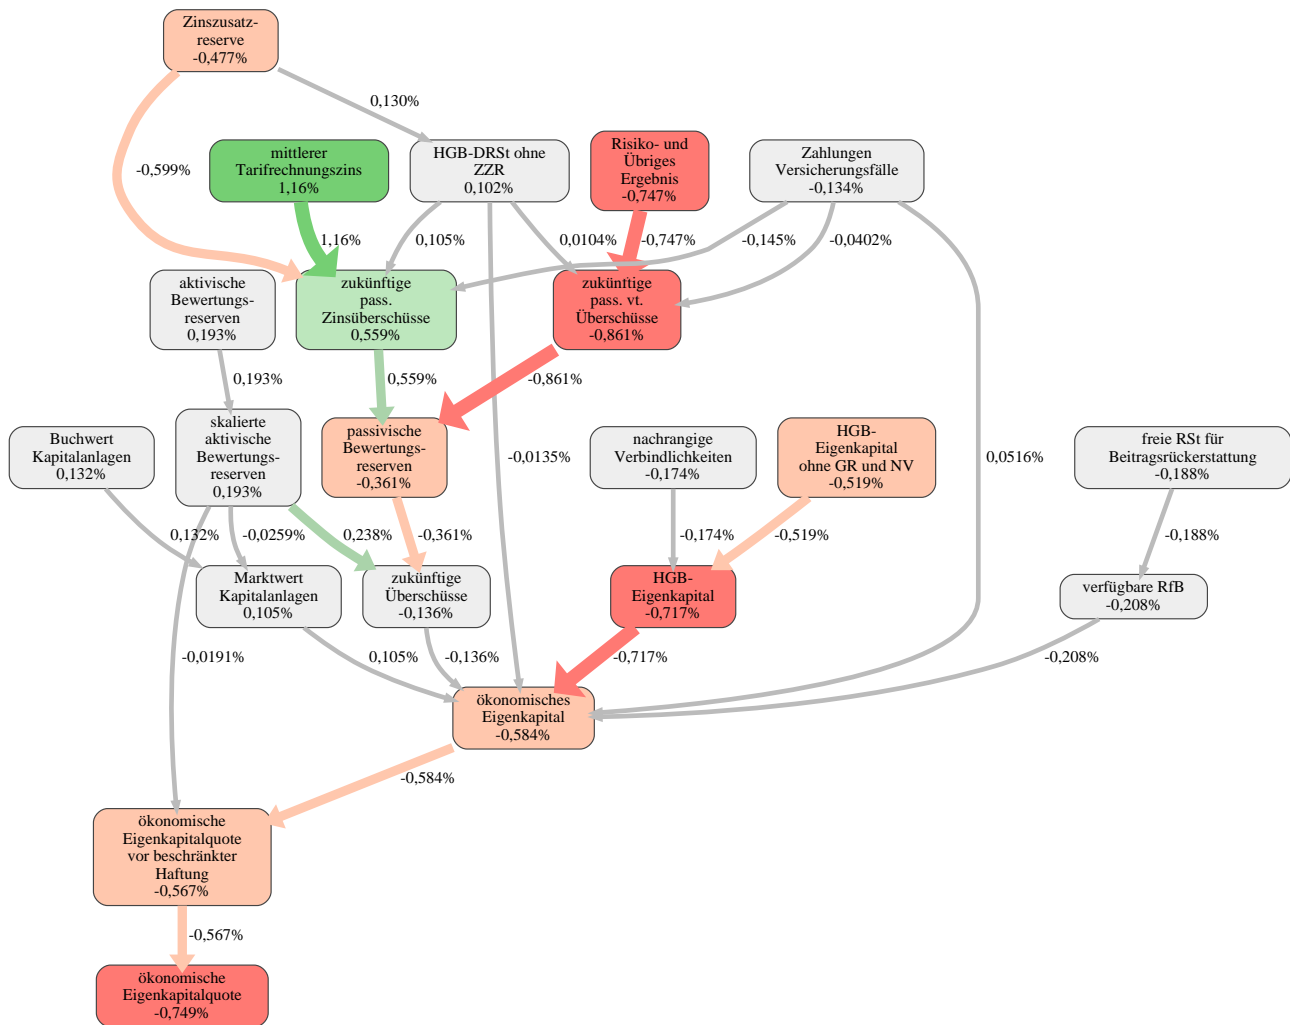 Zinszusatz-
reserve
-0,477%
0,130%
-0,599%
mittlerer
Tarifrechnungszins
1,16%
HGB-DRSt ohne
ZZR
0,102%
Risiko- und
Übriges
Ergebnis
-0,747%
Zahlungen
Versicherungsfälle
-0,134%
1,16%
0,105%
0,0104%
-0,747%
-0,145%
-0,0402%
aktivische
Bewertungs-
reserven
0,193%
zukünftige
pass.
Zinsüberschüsse
0,559%
zukünftige
pass. vt.
Überschüsse
-0,861%
0,193%
0,559%
-0,861%
Buchwert
Kapitalanlagen
0,132%
skalierte
aktivische
Bewertungs-
reserven
0,193%
passivische
Bewertungs-
reserven
-0,361%
-0,0135%
nachrangige
Verbindlichkeiten
-0,174%
HGB-
Eigenkapital
ohne GR und NV
-0,519%
0,0516%
freie RSt für
Beitragsrückerstattung
-0,188%
0,132%
-0,0259%
0,238%
-0,361%
-0,174%
-0,519%
-0,188%
Marktwert
Kapitalanlagen
0,105%
zukünftige
Überschüsse
-0,136%
HGB-
Eigenkapital
-0,717%
verfügbare RfB
-0,208%
-0,0191%
0,105%
-0,136%
-0,717%
-0,208%
ökonomisches
Eigenkapital
-0,584%
-0,584%
ökonomische
Eigenkapitalquote
vor beschränkter
Haftung
-0,567%
-0,567%
ökonomische
Eigenkapitalquote
-0,749%